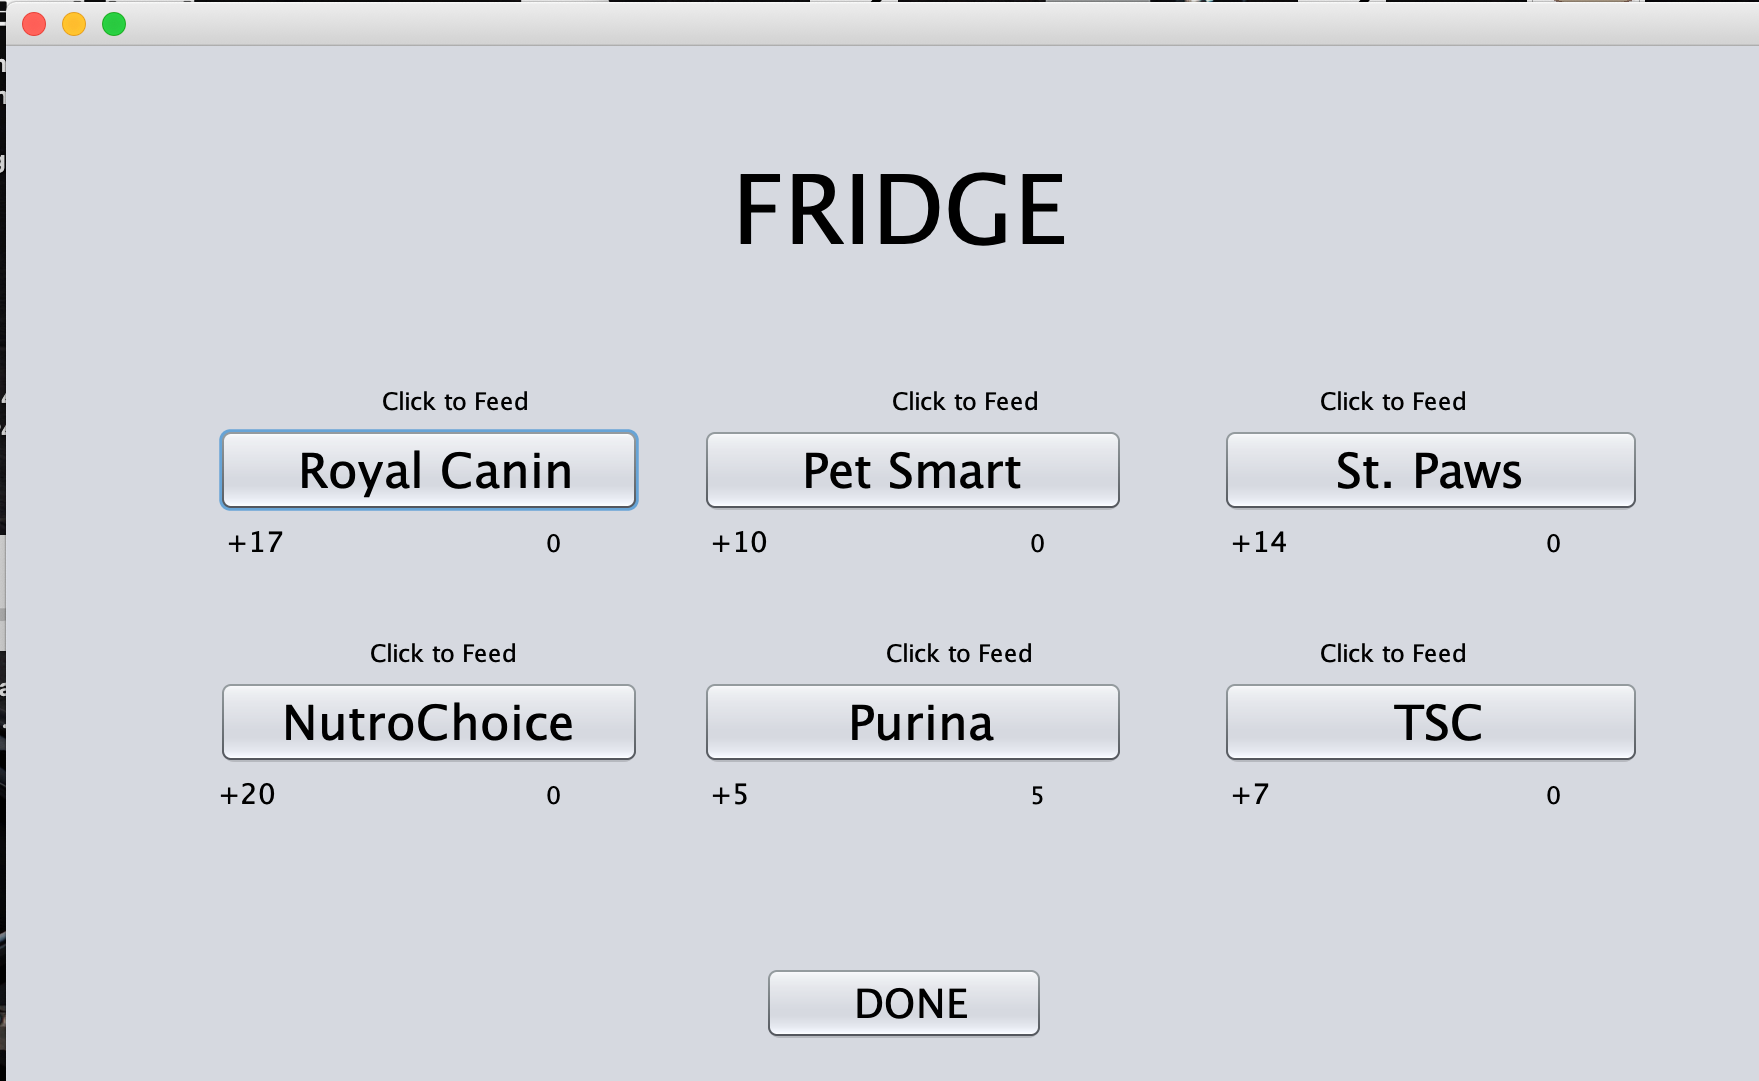 FRIDGE
Click to Feed Click to Feed Click to Feed
Royal Canin Pet Smart St. Paws
+17 0 +10 0 +14 0
Click to Feed Click to Feed Click to Feed
NutroChoice Purina TSC
+20 0 +5 5 +7 0
DONE